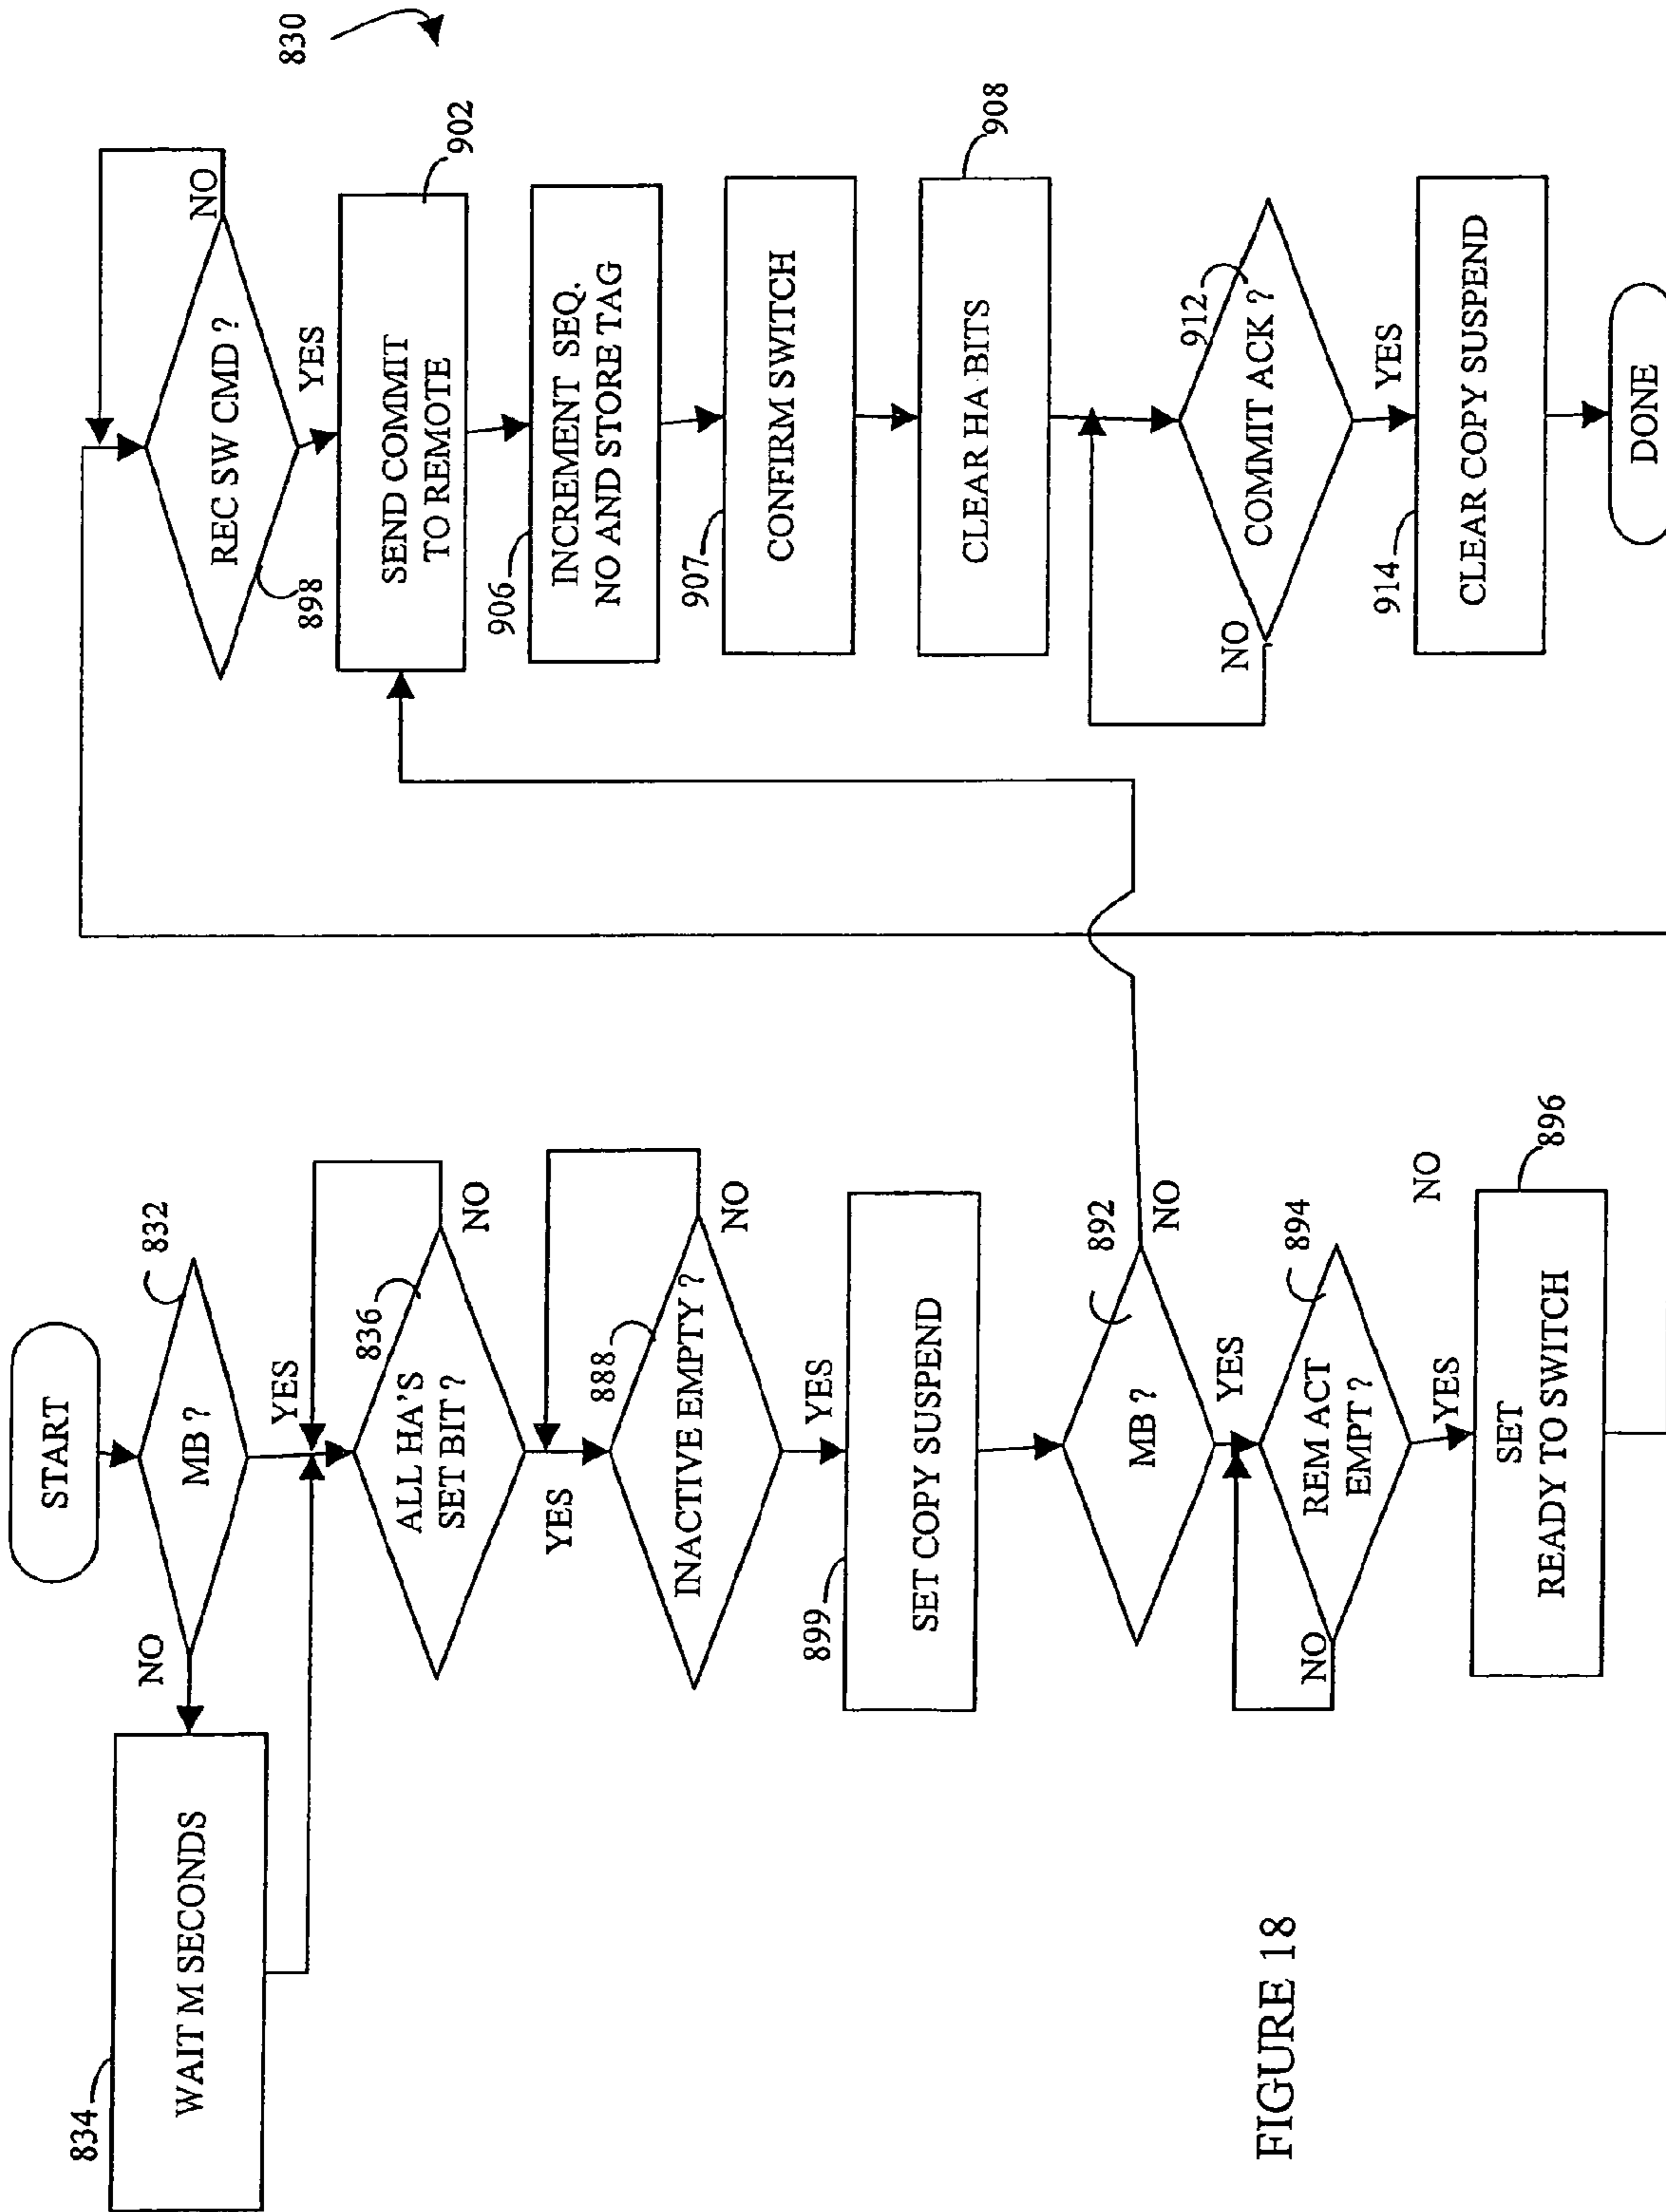 START
832
MB ?
NO
YES
834
WAIT M SECONDS
836
ALL HA'S
SET BIT ?
NO
YES
888
INACTIVE EMPTY ?
NO
YES
899
SET COPY SUSPEND
892
MB ?
NO
YES
894
REM ACT
EMPT ?
NO
NO
YES
896
SET
READY TO SWITCH
830
REC SW CMD ?
NO
898
YES
902
SEND COMMIT
TO REMOTE
906
INCREMENT SEQ.
NO AND STORE TAG
907
CONFIRM SWITCH
908
CLEAR HA BITS
912
COMMIT ACK ?
NO
YES
914
CLEAR COPY SUSPEND
DONE
FIGURE 18